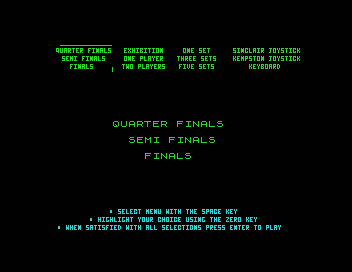 QUARTER FINALS EXHIBITION ONE SET SINCLAIR JOYSTICK
SEMI FINALS ONE PLAYER THREE SETS KEMPSTON JOYSTICK
FINALS TWO PLAYERS FIVE SETS KEYBOARD
QUARTER FINALS
SEMI FINALS
FINALS
* SELECT MENU WITH THE SPACE KEY
* HIGHLIGHT YOUR CHOICE USING THE ZERO KEY
* WHEN SATISFIED WITH ALL SELECTIONS PRESS ENTER TO PLAY